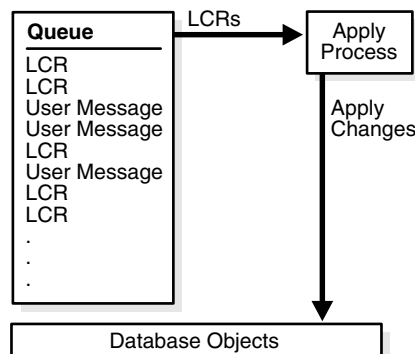 Queue
LCR
LCR
User Message
User Message
LCR
User Message
LCR
LCR
.
.
.
LCRs
Apply
Process
Apply
Changes
Database Objects